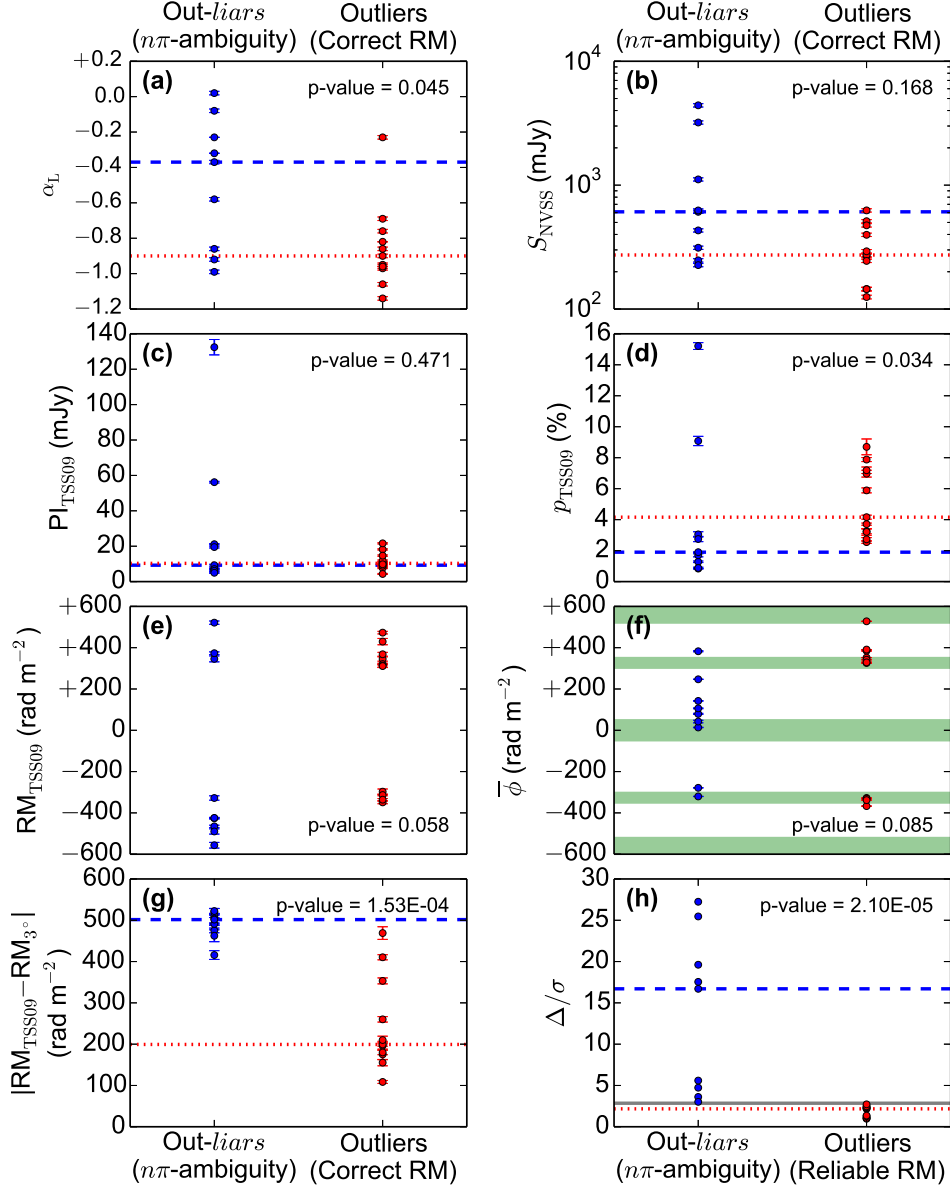 Out-liars Outliers Out-liars Outliers
(nπ-ambiguity) (Correct RM) (nπ-ambiguity) (Correct RM)
(a) p-value = 0.045
+0.2
0.0
−0.2
−0.4
−0.6
−0.8
−1.0
−1.2
α_L
(b) p-value = 0.168
10^4
10^3
10^2
S_NVSS (mJy)
(c) p-value = 0.471
140
120
100
80
60
40
20
0
PI_TSS09 (mJy)
(d) p-value = 0.034
16
14
12
10
8
6
4
2
0
p_TSS09 (%)
(e)
+600
+400
+200
0
−200
−400
−600
RM_TSS09 (rad m^−2)
p-value = 0.058
(f)
+600
+400
+200
0
−200
−400
−600
\overline{ϕ} (rad m^−2)
p-value = 0.085
(g) p-value = 1.53E-04
600
500
400
300
200
100
0
|RM_TSS09−RM_3°|
(rad m^−2)
(h) p-value = 2.10E-05
30
25
20
15
10
5
0
Δ/σ
Out-liars Outliers Out-liars Outliers
(nπ-ambiguity) (Correct RM) (nπ-ambiguity) (Reliable RM)